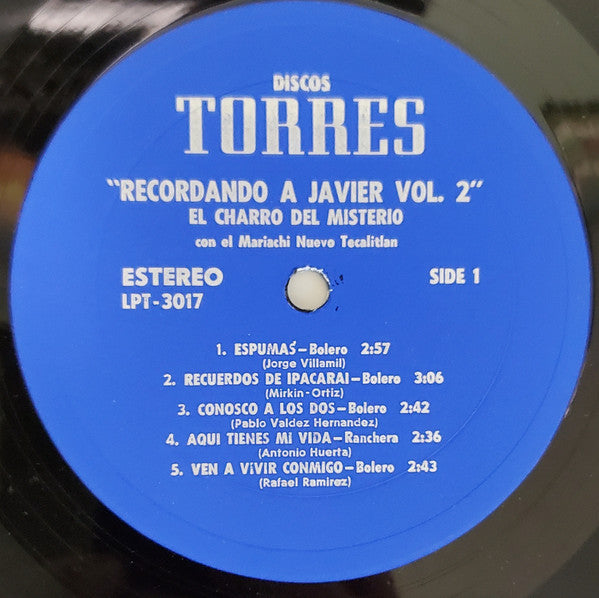 DISCOS
TORRES
"RECORDANDO A JAVIER VOL. 2"
EL CHARRO DEL MISTERIO
con el Mariachi Nuevo Tecalitlan
ESTEREO SIDE 1
LPT-3017
1. ESPUMAS—Bolero 2:57
(Jorge Villamil)
2. RECUERDOS DE IPACARAI—Bolero 3:06
(Mirkin-Ortiz)
3. CONOSCO A LOS DOS—Bolero 2:42
(Pablo Valdez Hernandez)
4. AQUI TIENES MI VIDA—Ranchera 2:36
(Antonio Huerta)
5. VEN A ViVIR CONMIGO—Bolero 2:43
(Rafael Ramirez)